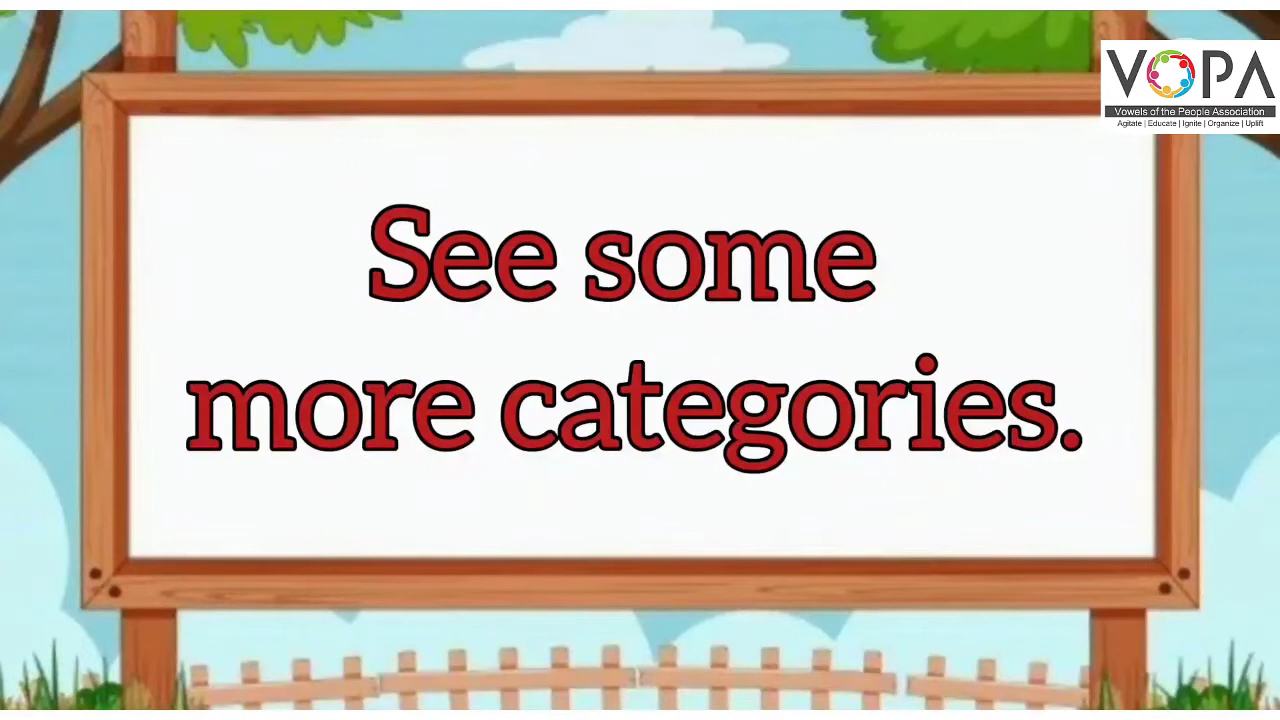 VOPA
Vowels of the People Association
Agitate | Educate | Ignite | Organize | Uplift
See some
more categories.